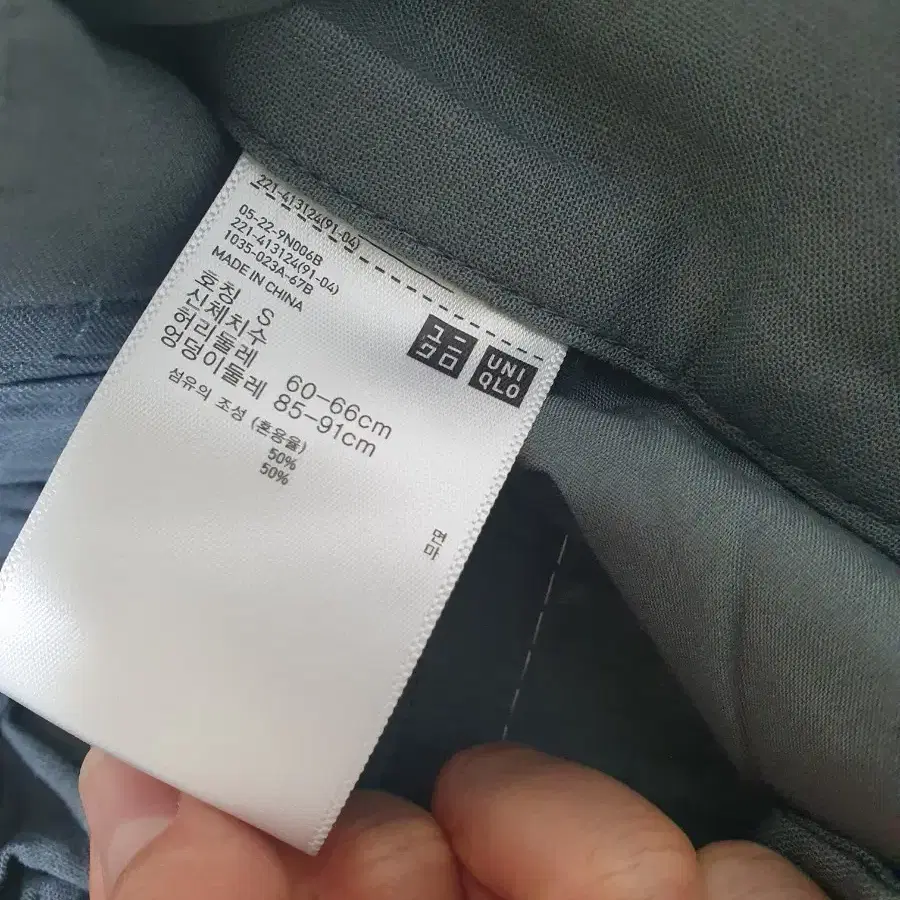 221-413124(91-04)
05-22-9N006B
221-413124(91-04)
1035-023A-67B
MADE IN CHINA
호칭 S
신체치수
허리둘레 60-66cm
엉덩이둘레 85-91cm
섬유의 조성 (혼용율)
면 50%
마 50%
ユニ
クロ
UNI
QLO